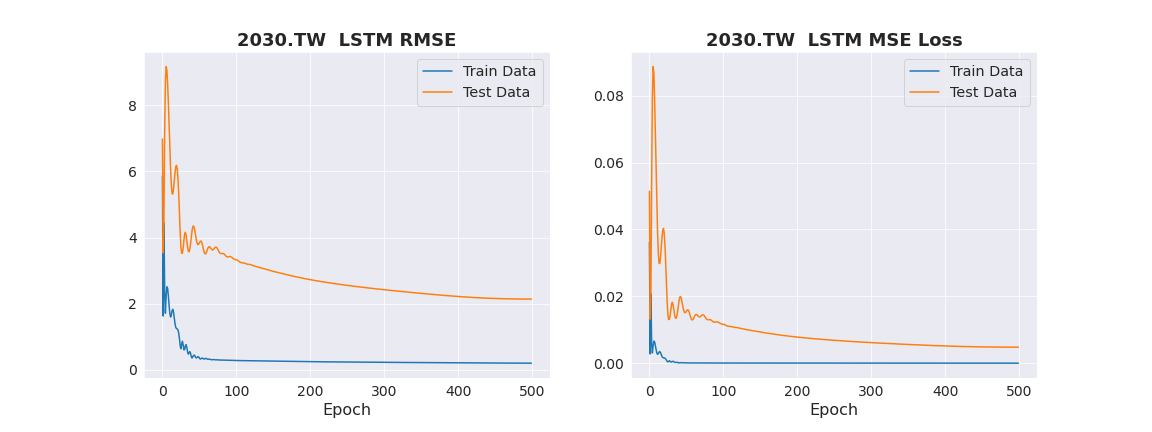 2030.TW  LSTM RMSE
Train Data
Test Data
8
6
4
2
0
0 100 200 300 400 500
Epoch
2030.TW  LSTM MSE Loss
Train Data
Test Data
0.08
0.06
0.04
0.02
0.00
0 100 200 300 400 500
Epoch